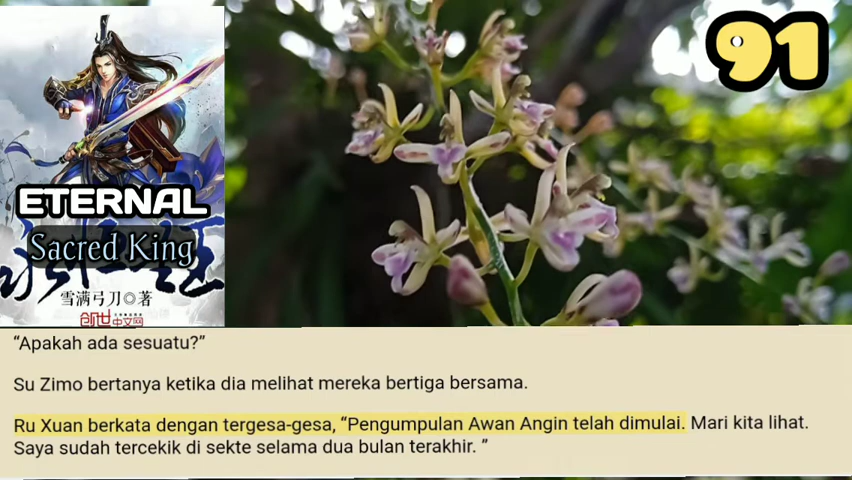 91
ETERNAL
Sacred King
雪满弓刀◎著
创世中文网
“Apakah ada sesuatu?”
Su Zimo bertanya ketika dia melihat mereka bertiga bersama.
Ru Xuan berkata dengan tergesa-gesa, “Pengumpulan Awan Angin telah dimulai. Mari kita lihat.
Saya sudah tercekik di sekte selama dua bulan terakhir. ”